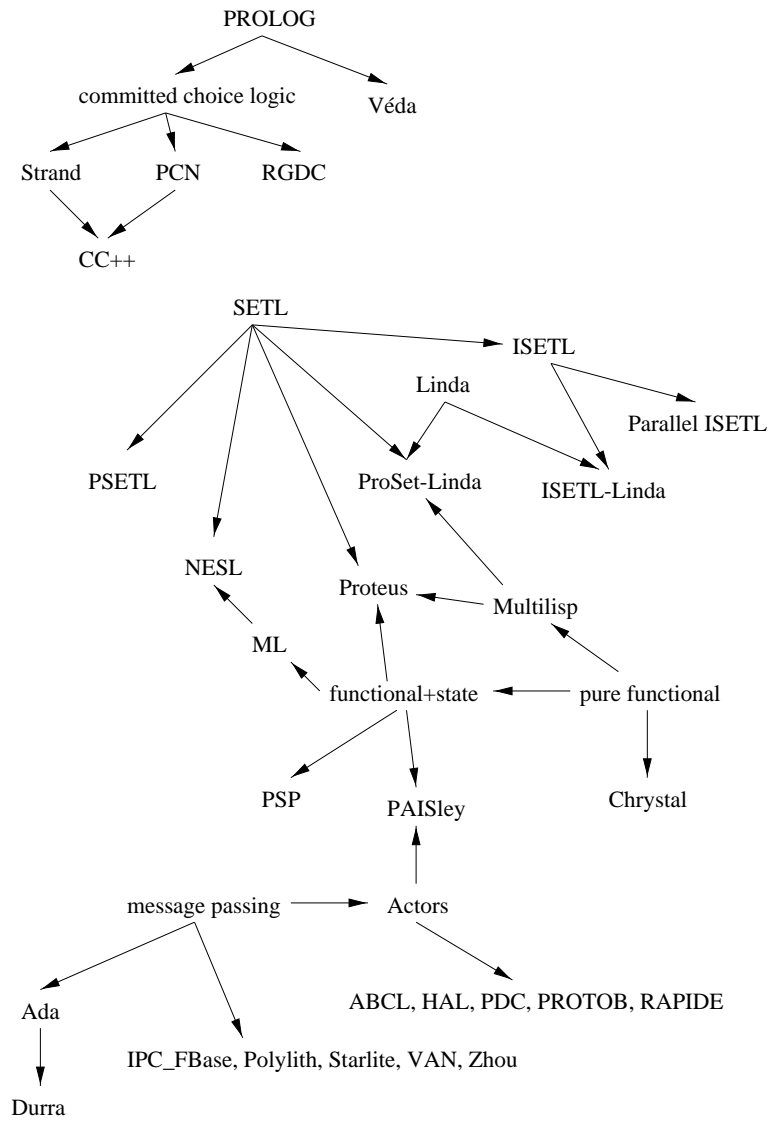 PROLOG
committed choice logic
Véda
Strand
PCN
RGDC
CC++
SETL
ISETL
Linda
Parallel ISETL
PSETL
ProSet-Linda
ISETL-Linda
NESL
Proteus
Multilisp
ML
functional+state
pure functional
PSP
PAISley
Chrystal
message passing
Actors
ABCL, HAL, PDC, PROTOB, RAPIDE
Ada
IPC_FBase, Polylith, Starlite, VAN, Zhou
Durra